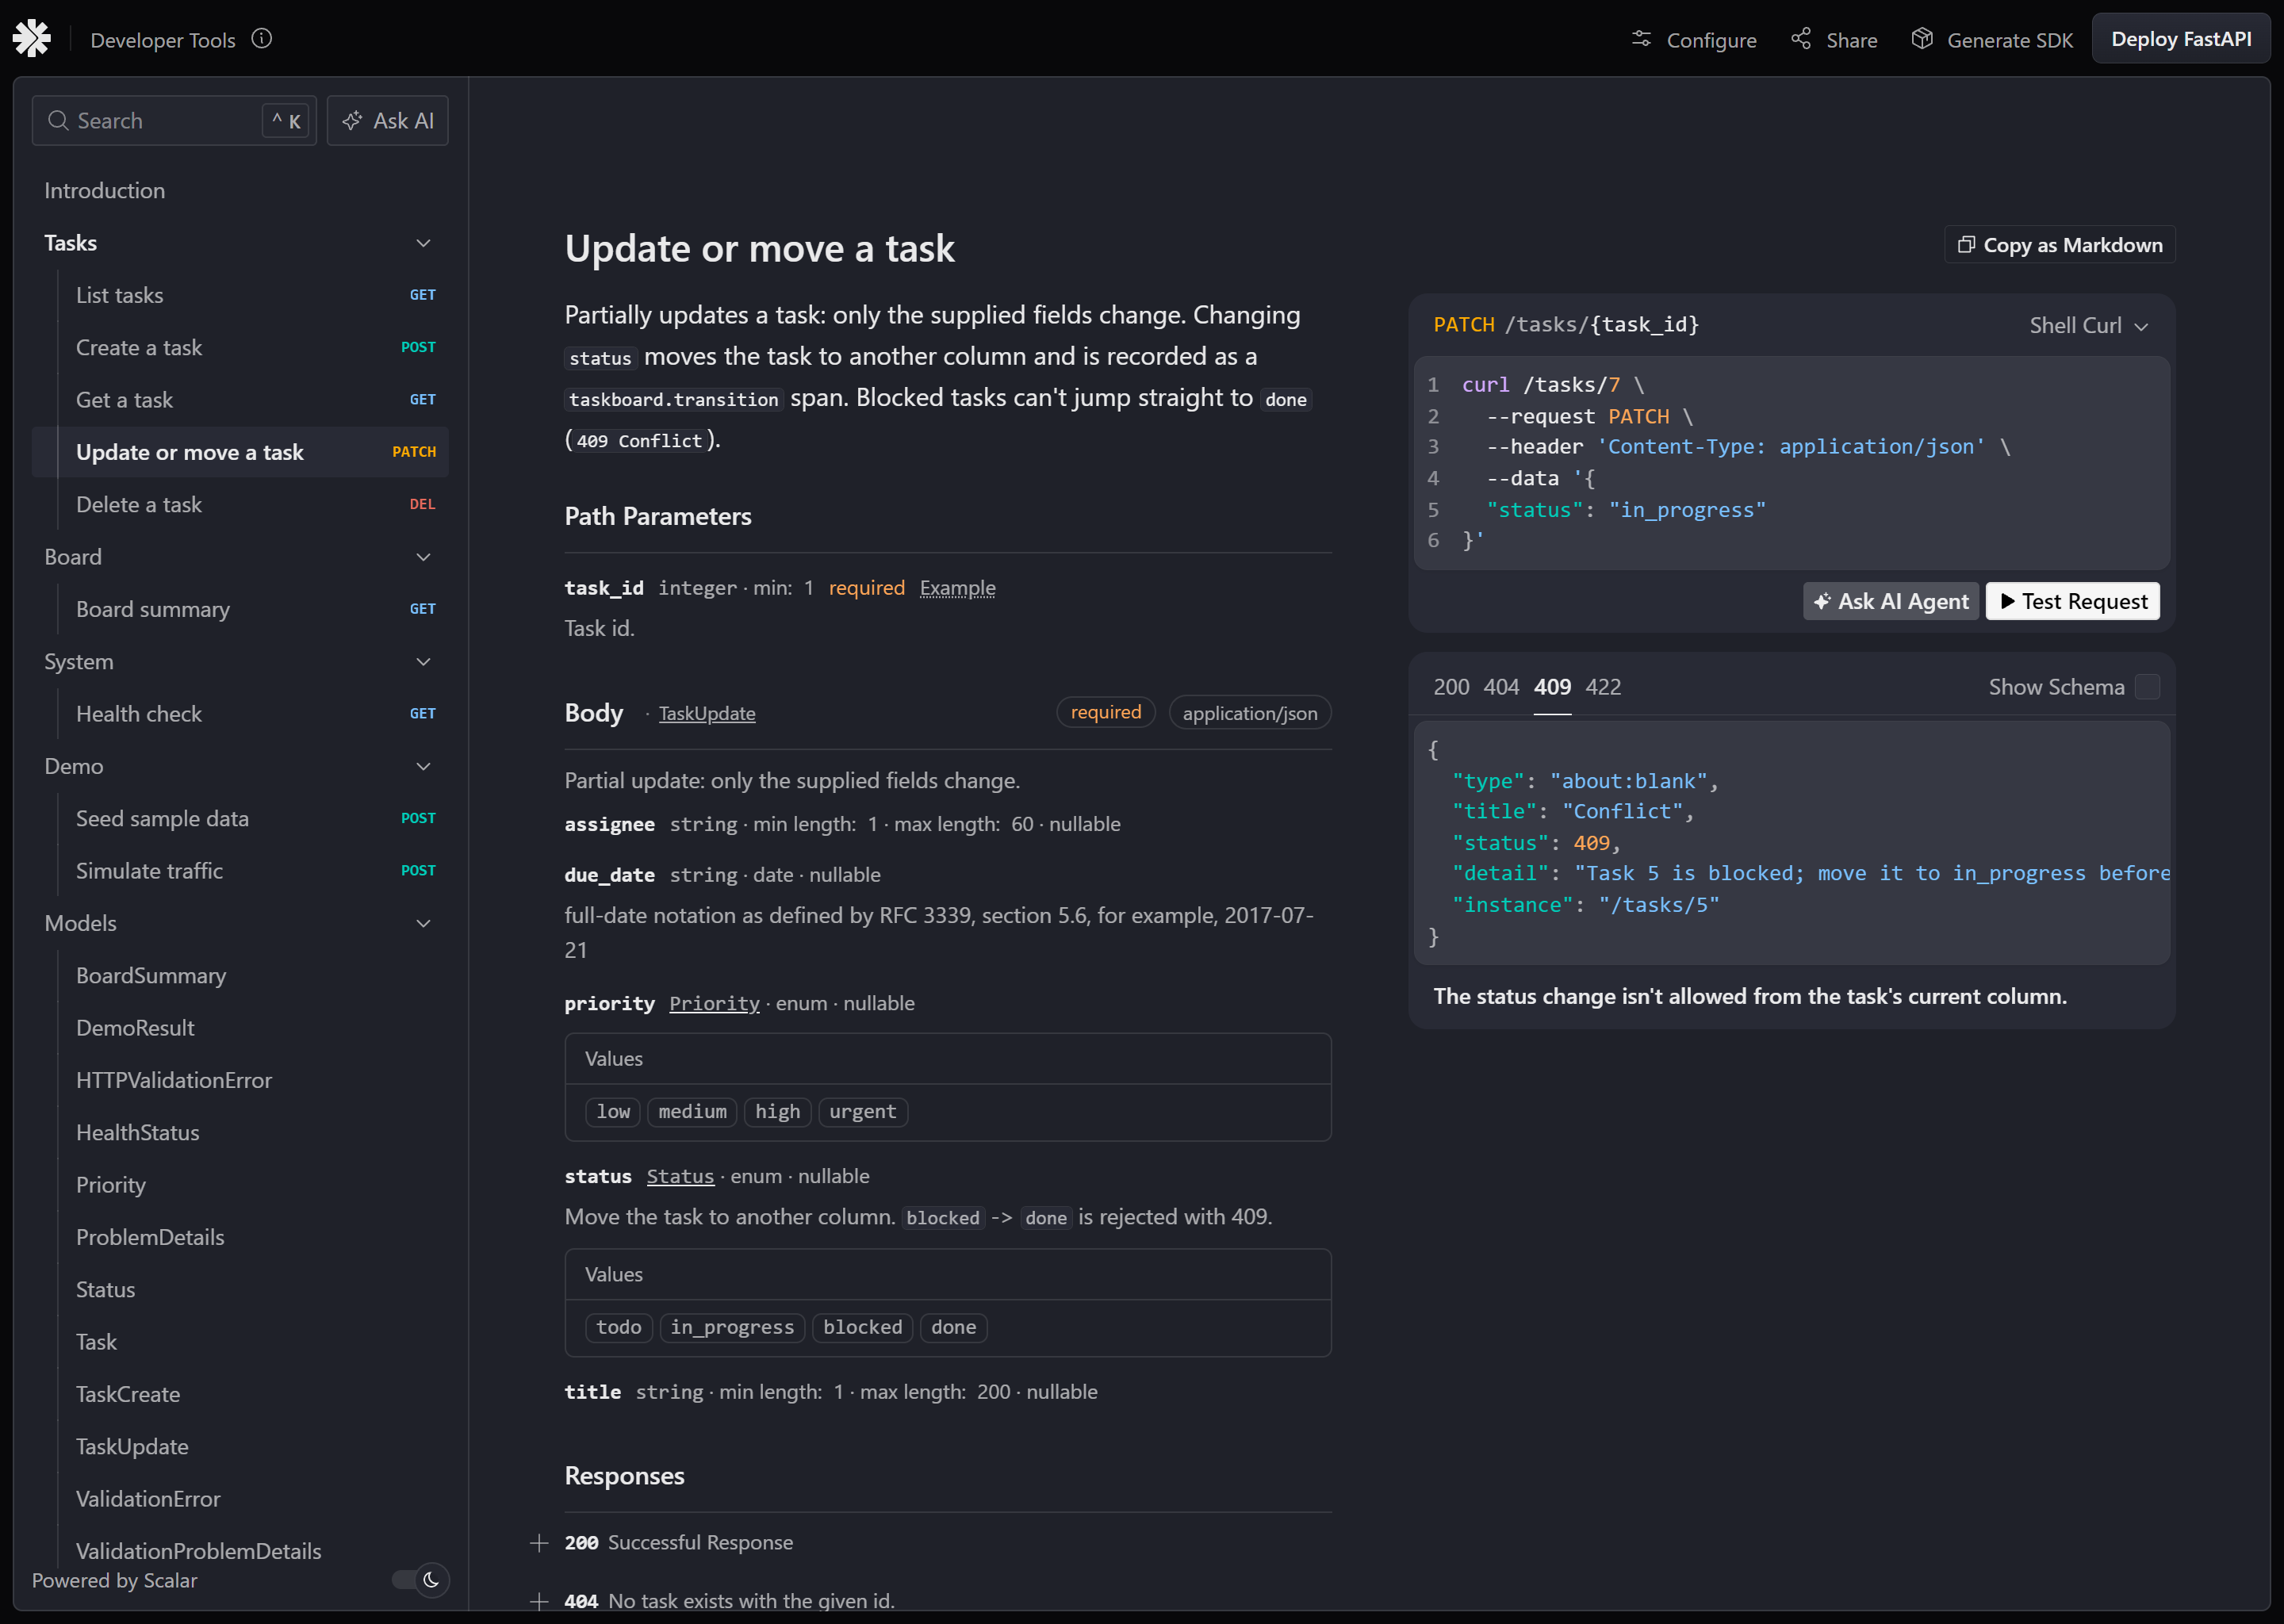 Developer Tools
Configure
Share
Generate SDK
Deploy FastAPI
Search
^ K
Ask AI
Introduction
Tasks
List tasks GET
Create a task POST
Get a task GET
Update or move a task PATCH
Delete a task DEL
Board
Board summary GET
System
Health check GET
Demo
Seed sample data POST
Simulate traffic POST
Models
BoardSummary
DemoResult
HTTPValidationError
HealthStatus
Priority
ProblemDetails
Status
Task
TaskCreate
TaskUpdate
ValidationError
ValidationProblemDetails
Powered by Scalar
Update or move a task
Partially updates a task: only the supplied fields change. Changing
status moves the task to another column and is recorded as a
taskboard.transition span. Blocked tasks can't jump straight to done
(409 Conflict).
Path Parameters
task_id integer · min: 1 required Example
Task id.
Body · TaskUpdate required application/json
Partial update: only the supplied fields change.
assignee string · min length: 1 · max length: 60 · nullable
due_date string · date · nullable
full-date notation as defined by RFC 3339, section 5.6, for example, 2017-07-
21
priority Priority · enum · nullable
Values
low medium high urgent
status Status · enum · nullable
Move the task to another column. blocked -> done is rejected with 409.
Values
todo in_progress blocked done
title string · min length: 1 · max length: 200 · nullable
Responses
200 Successful Response
404 No task exists with the given id.
Copy as Markdown
PATCH /tasks/{task_id} Shell Curl
1 curl /tasks/7 \
2 --request PATCH \
3 --header 'Content-Type: application/json' \
4 --data '{
5 "status": "in_progress"
6 }'
Ask AI Agent
Test Request
200 404 409 422 Show Schema
{
"type": "about:blank",
"title": "Conflict",
"status": 409,
"detail": "Task 5 is blocked; move it to in_progress before
"instance": "/tasks/5"
}
The status change isn't allowed from the task's current column.